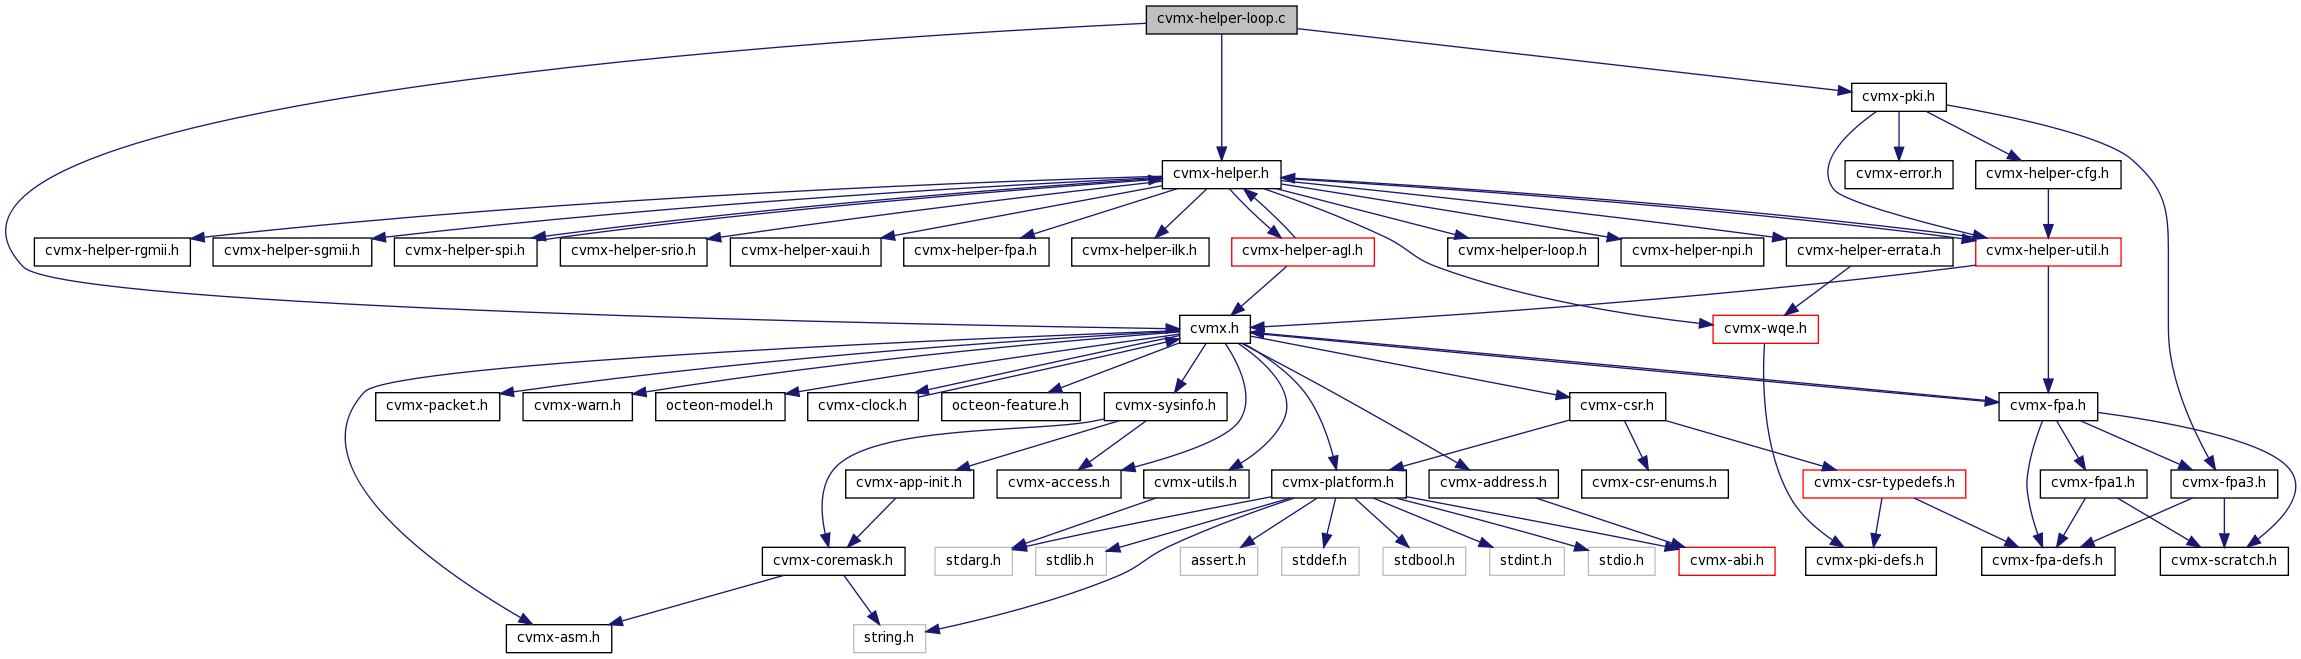 cvmx-helper-loop.c
cvmx-pki.h
cvmx-helper.h
cvmx-error.h
cvmx-helper-cfg.h
cvmx-helper-rgmii.h
cvmx-helper-sgmii.h
cvmx-helper-spi.h
cvmx-helper-srio.h
cvmx-helper-xaui.h
cvmx-helper-fpa.h
cvmx-helper-ilk.h
cvmx-helper-agl.h
cvmx-helper-loop.h
cvmx-helper-npi.h
cvmx-helper-errata.h
cvmx-helper-util.h
cvmx.h
cvmx-wqe.h
cvmx-packet.h
cvmx-warn.h
octeon-model.h
cvmx-clock.h
octeon-feature.h
cvmx-sysinfo.h
cvmx-csr.h
cvmx-fpa.h
cvmx-app-init.h
cvmx-access.h
cvmx-utils.h
cvmx-platform.h
cvmx-address.h
cvmx-csr-enums.h
cvmx-csr-typedefs.h
cvmx-fpa1.h
cvmx-fpa3.h
cvmx-coremask.h
stdarg.h
stdlib.h
assert.h
stddef.h
stdbool.h
stdint.h
stdio.h
cvmx-abi.h
cvmx-pki-defs.h
cvmx-fpa-defs.h
cvmx-scratch.h
cvmx-asm.h
string.h